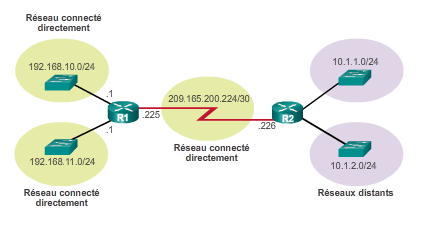 Réseau connecté
directement
192.168.10.0/24
.1
R1
.1
192.168.11.0/24
Réseau connecté
directement
209.165.200.224/30
.225
.226
Réseau connecté
directement
R2
10.1.1.0/24
10.1.2.0/24
Réseaux distants